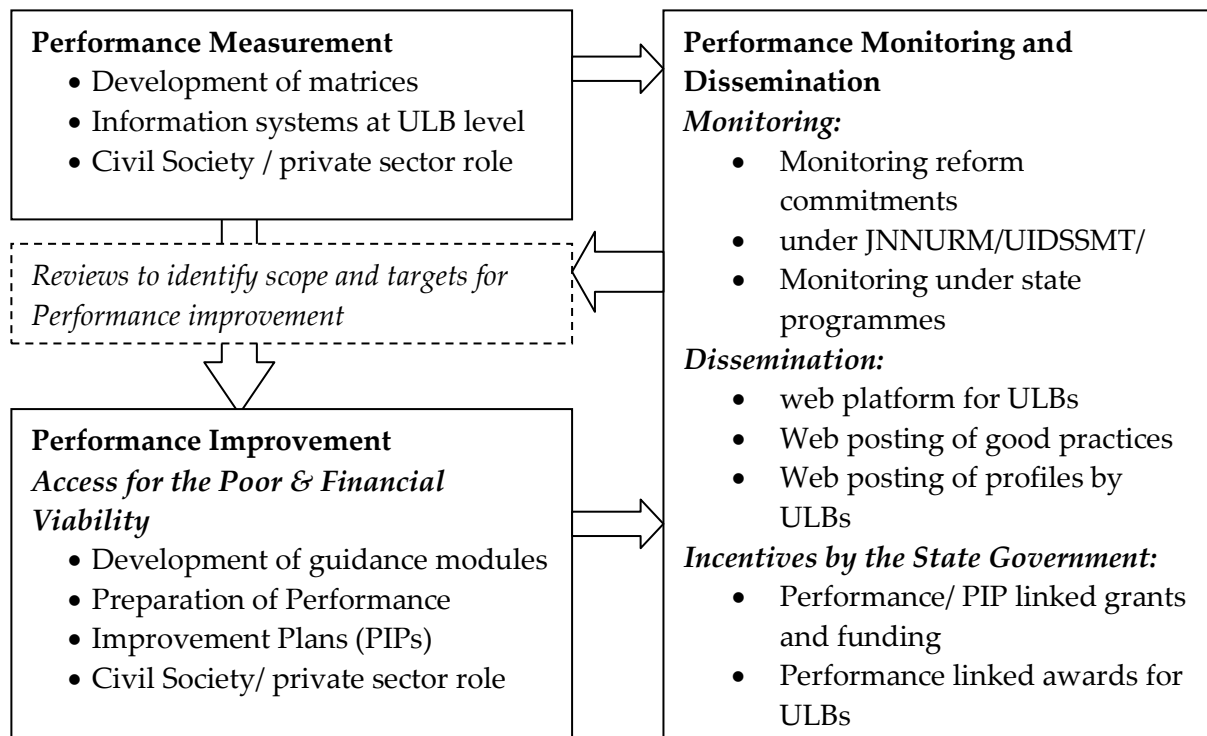 Performance Measurement
• Development of matrices
• Information systems at ULB level
• Civil Society / private sector role
Reviews to identify scope and targets for
Performance improvement
Performance Improvement
Access for the Poor & Financial
Viability
• Development of guidance modules
• Preparation of Performance
• Improvement Plans (PIPs)
• Civil Society/ private sector role
Performance Monitoring and
Dissemination
Monitoring:
• Monitoring reform
commitments
• under JNNURM/UIDSSMT/
• Monitoring under state
programmes
Dissemination:
• web platform for ULBs
• Web posting of good practices
• Web posting of profiles by
ULBs
Incentives by the State Government:
• Performance/ PIP linked grants
and funding
• Performance linked awards for
ULBs